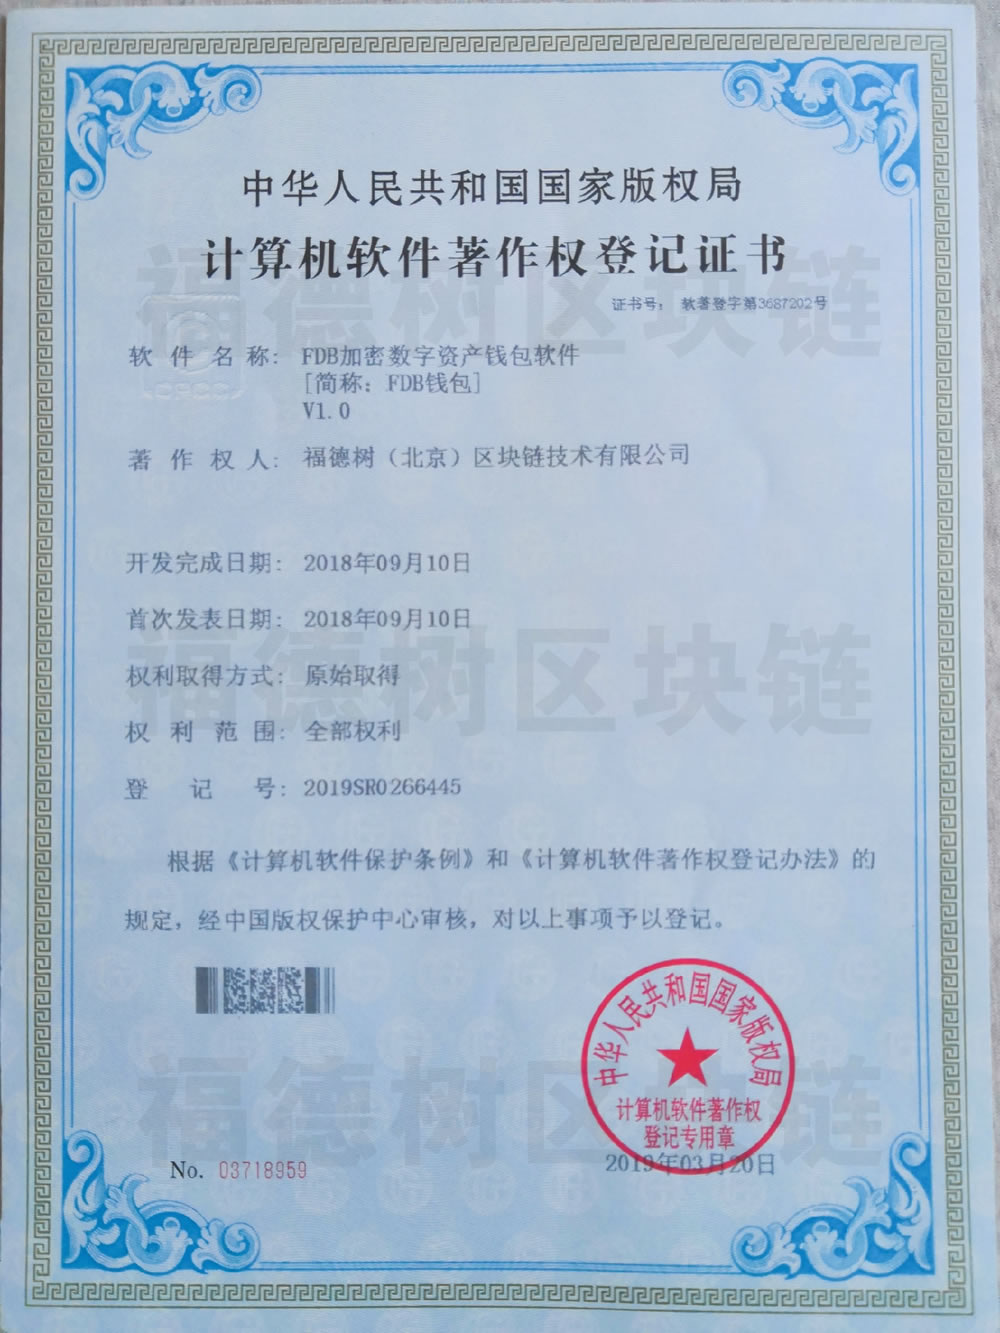 中华人民共和国国家版权局
计算机软件著作权登记证书
证书号： 软著登字第3687202号
软件名称： FDB加密数字资产钱包软件
[简称：FDB钱包]
V1.0
著作权人： 福德树（北京）区块链技术有限公司
开发完成日期： 2018年09月10日
首次发表日期： 2018年09月10日
权利取得方式： 原始取得
权利范围： 全部权利
登记号： 2019SR0266445
根据《计算机软件保护条例》和《计算机软件著作权登记办法》的
规定，经中国版权保护中心审核，对以上事项予以登记。
中华人民共和国国家版权局
计算机软件著作权
登记专用章
No. 03718959
2019年03月20日
福德树区块链
福德树区块链
福德树区块链